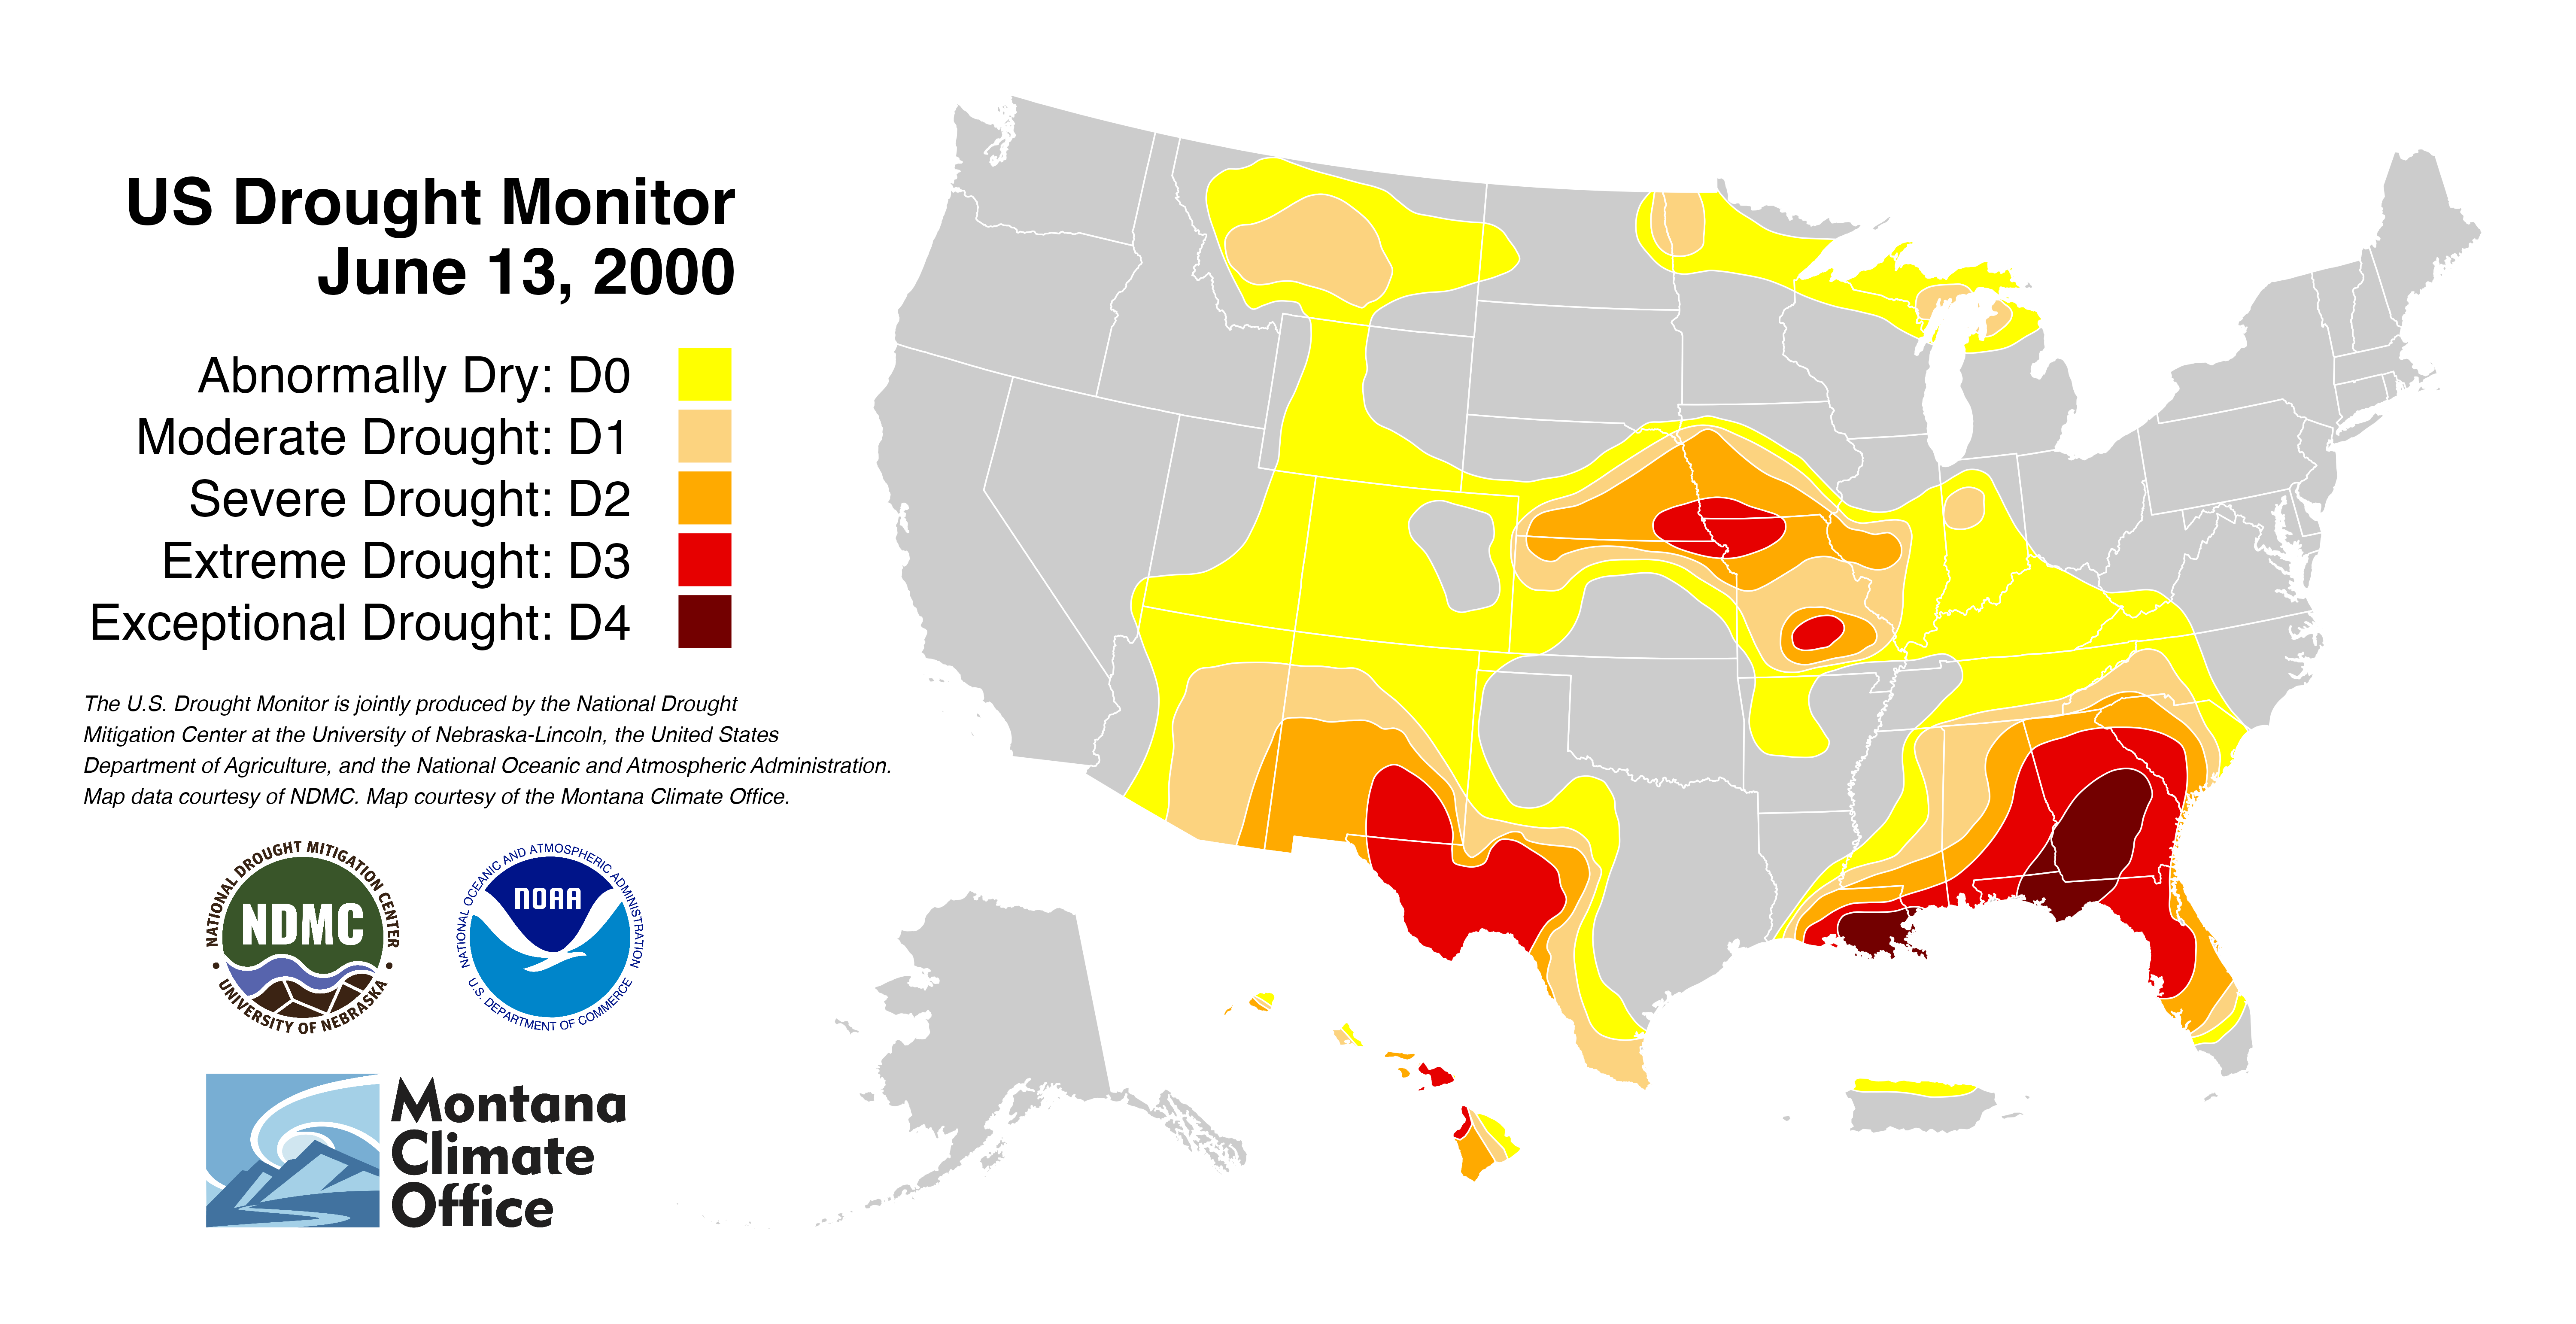 US Drought Monitor
June 13, 2000
Abnormally Dry: D0
Moderate Drought: D1
Severe Drought: D2
Extreme Drought: D3
Exceptional Drought: D4
The U.S. Drought Monitor is jointly produced by the National Drought
Mitigation Center at the University of Nebraska-Lincoln, the United States
Department of Agriculture, and the National Oceanic and Atmospheric Administration.
Map data courtesy of NDMC. Map courtesy of the Montana Climate Office.
NATIONAL DROUGHT MITIGATION CENTER
NDMC
• UNIVERSITY OF NEBRASKA •
NATIONAL OCEANIC AND ATMOSPHERIC ADMINISTRATION
NOAA
U.S. DEPARTMENT OF COMMERCE
Montana
Climate
Office